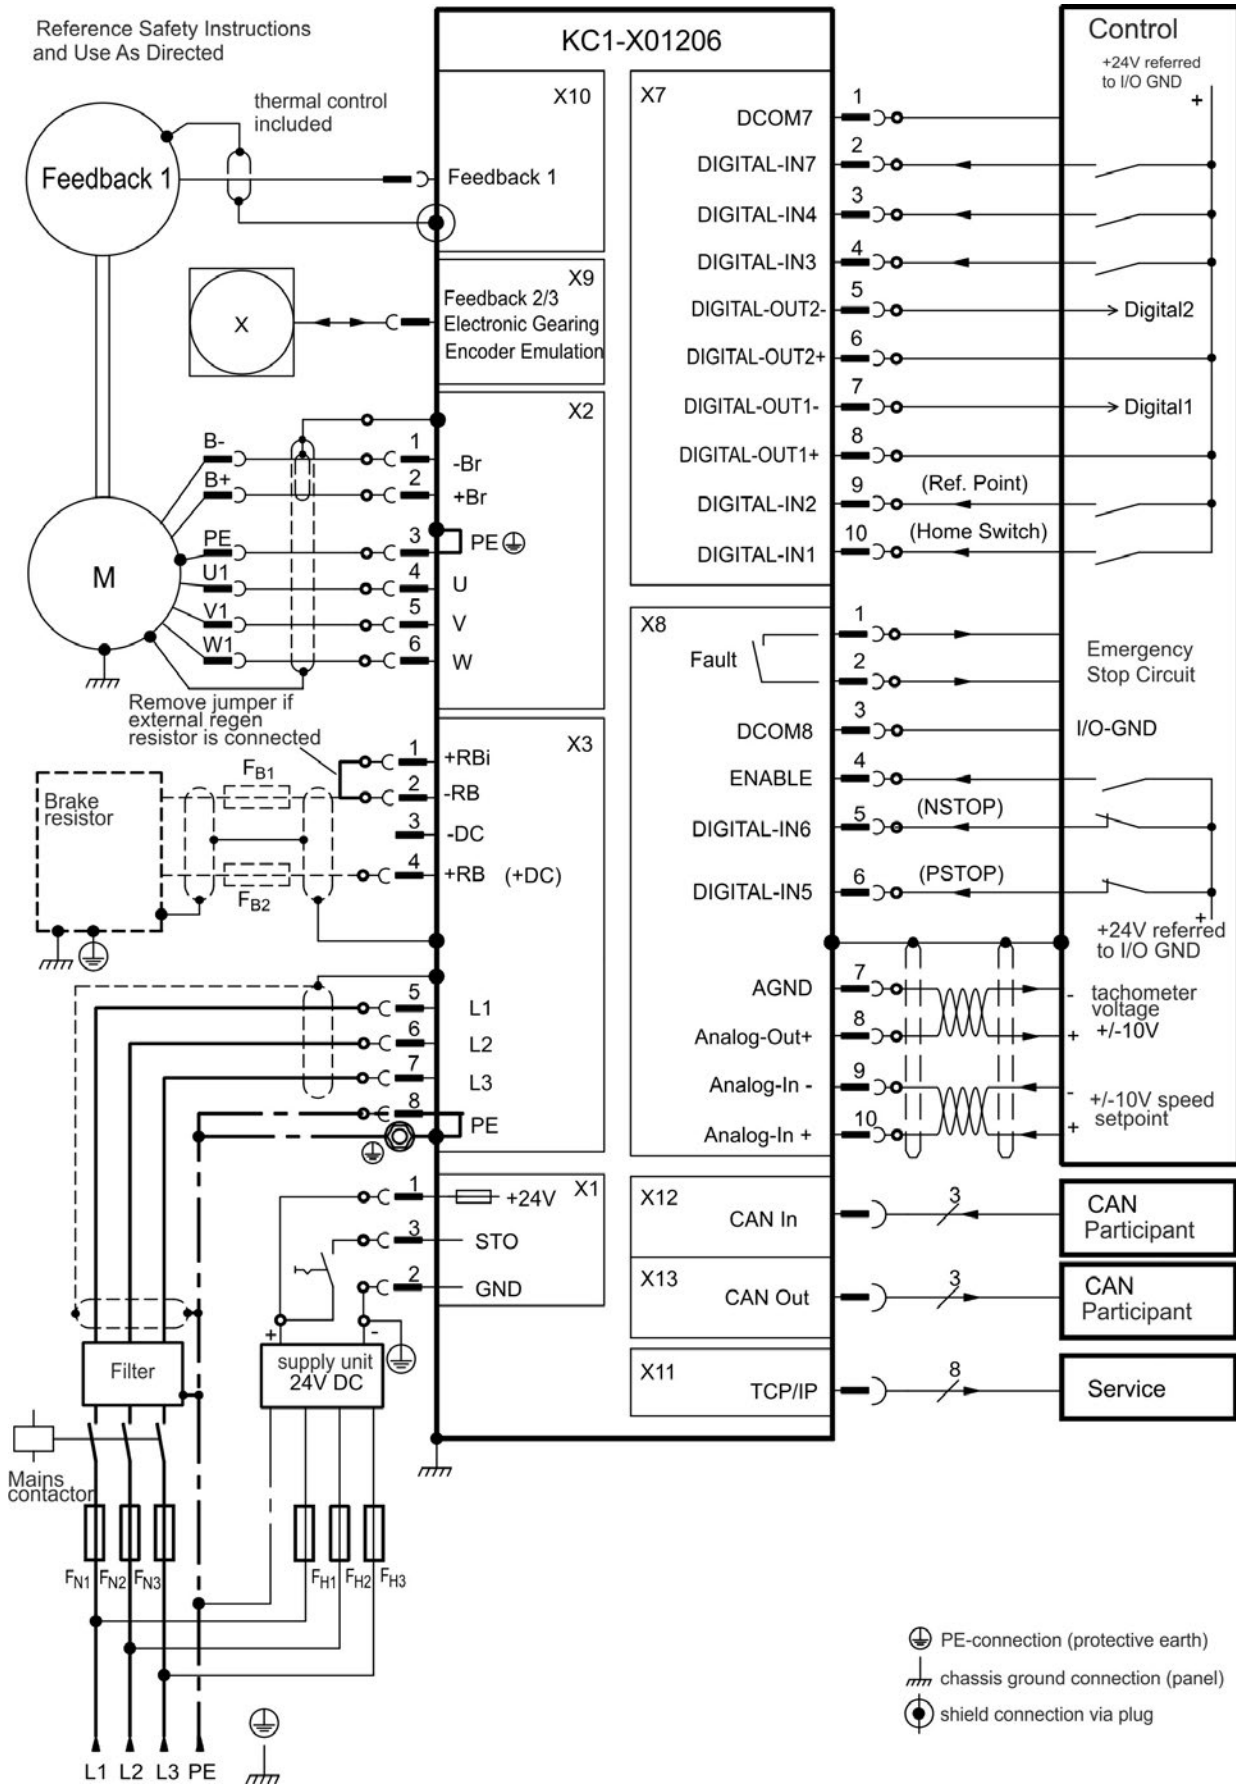 Reference Safety Instructions
and Use As Directed
KC1-X01206
Control
+24V referred
to I/O GND
+
thermal control
included
Feedback 1
X10
Feedback 1
X9
Feedback 2/3
Electronic Gearing
Encoder Emulation
X
X2
B-
1
-Br
B+
2
+Br
PE
3
PE
U1
4
U
V1
5
V
W1
6
W
M
Remove jumper if
external regen
resistor is connected
X3
1
+RBi
FB1
2
-RB
Brake
resistor
3
-DC
4
+RB (+DC)
FB2
5
L1
6
L2
7
L3
8
PE
X1
1
+24V
3
STO
2
GND
+
-
supply unit
24V DC
Filter
Mains
contactor
FN1
FN2
FN3
FH1
FH2
FH3
L1 L2 L3 PE
X7
DCOM7
1
DIGITAL-IN7
2
DIGITAL-IN4
3
DIGITAL-IN3
4
DIGITAL-OUT2-
5
Digital2
DIGITAL-OUT2+
6
DIGITAL-OUT1-
7
Digital1
DIGITAL-OUT1+
8
DIGITAL-IN2
9
(Ref. Point)
DIGITAL-IN1
10
(Home Switch)
X8
Fault
1
2
Emergency
Stop Circuit
DCOM8
3
I/O-GND
ENABLE
4
DIGITAL-IN6
5
(NSTOP)
DIGITAL-IN5
6
(PSTOP)
+
+24V referred
to I/O GND
AGND
7
-
tachometer
voltage
+/-10V
Analog-Out+
8
+
Analog-In -
9
-
+/-10V speed
setpoint
Analog-In +
10
+
X12
CAN In
3
CAN
Participant
X13
CAN Out
3
CAN
Participant
X11
TCP/IP
8
Service
PE-connection (protective earth)
chassis ground connection (panel)
shield connection via plug